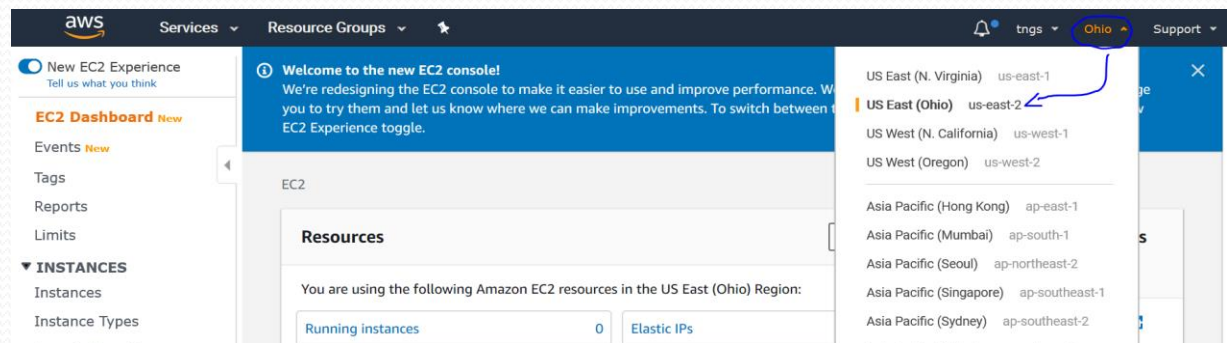 aws
Services
Resource Groups
tngs
Ohio
Support
New EC2 Experience
Tell us what you think
EC2 Dashboard New
Events New
Tags
Reports
Limits
INSTANCES
Instances
Instance Types
Welcome to the new EC2 console!
We're redesigning the EC2 console to make it easier to use and improve performance.
you to try them and let us know where we can make improvements. To switch between
EC2 Experience toggle.
EC2
Resources
You are using the following Amazon EC2 resources in the US East (Ohio) Region:
Running instances 0
Elastic IPs
US East (N. Virginia) us-east-1
US East (Ohio) us-east-2
US West (N. California) us-west-1
US West (Oregon) us-west-2
Asia Pacific (Hong Kong) ap-east-1
Asia Pacific (Mumbai) ap-south-1
Asia Pacific (Seoul) ap-northeast-2
Asia Pacific (Singapore) ap-southeast-1
Asia Pacific (Sydney) ap-southeast-2